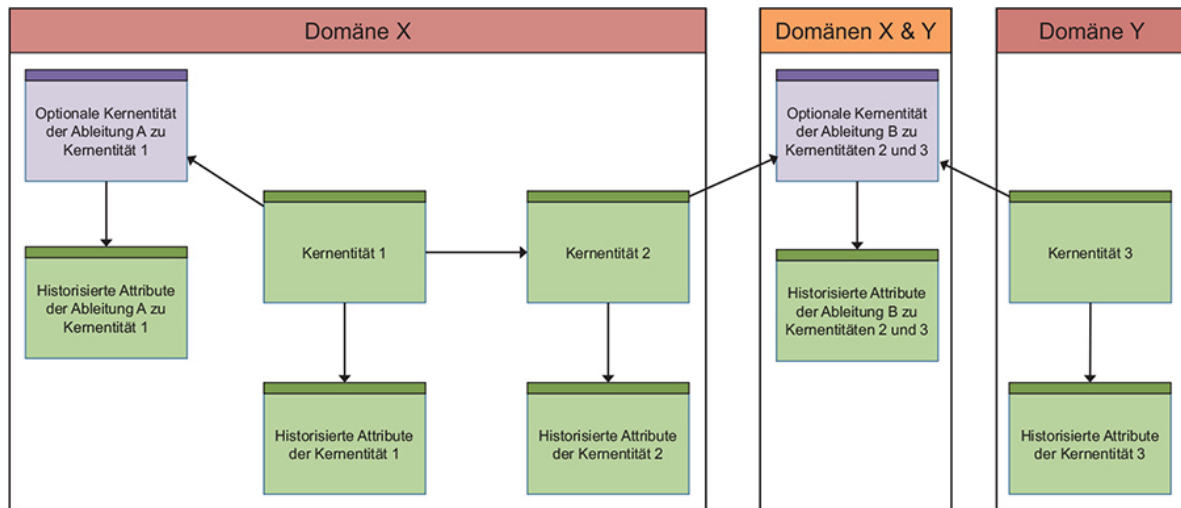 Domäne X
Domänen X & Y
Domäne Y
Optionale Kernentität
der Ableitung A zu
Kernentität 1
Optionale Kernentität
der Ableitung B zu
Kernentitäten 2 und 3
Kernentität 1
Kernentität 2
Kernentität 3
Historisierte Attribute
der Ableitung A zu
Kernentität 1
Historisierte Attribute
der Ableitung B zu
Kernentitäten 2 und 3
Historisierte Attribute
der Kernentität 1
Historisierte Attribute
der Kernentität 2
Historisierte Attribute
der Kernentität 3